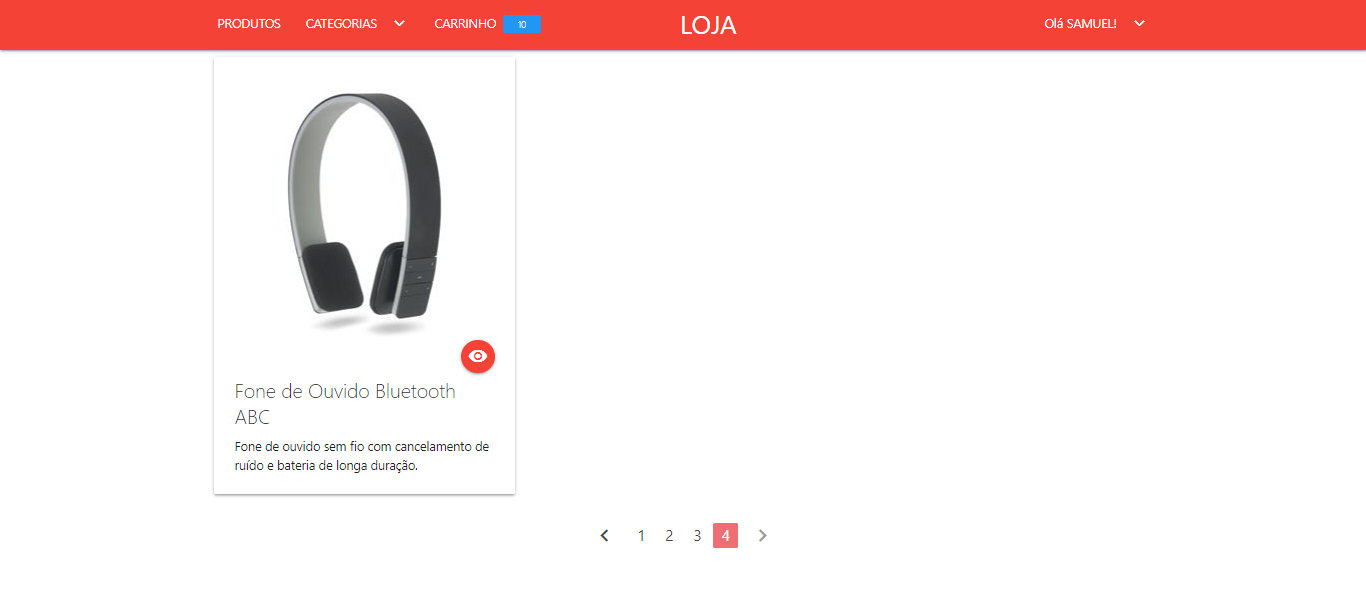 PRODUTOS CATEGORIAS CARRINHO 10 LOJA Olá SAMUEL!
Fone de Ouvido Bluetooth
ABC
Fone de ouvido sem fio com cancelamento de
ruído e bateria de longa duração.
1 2 3 4